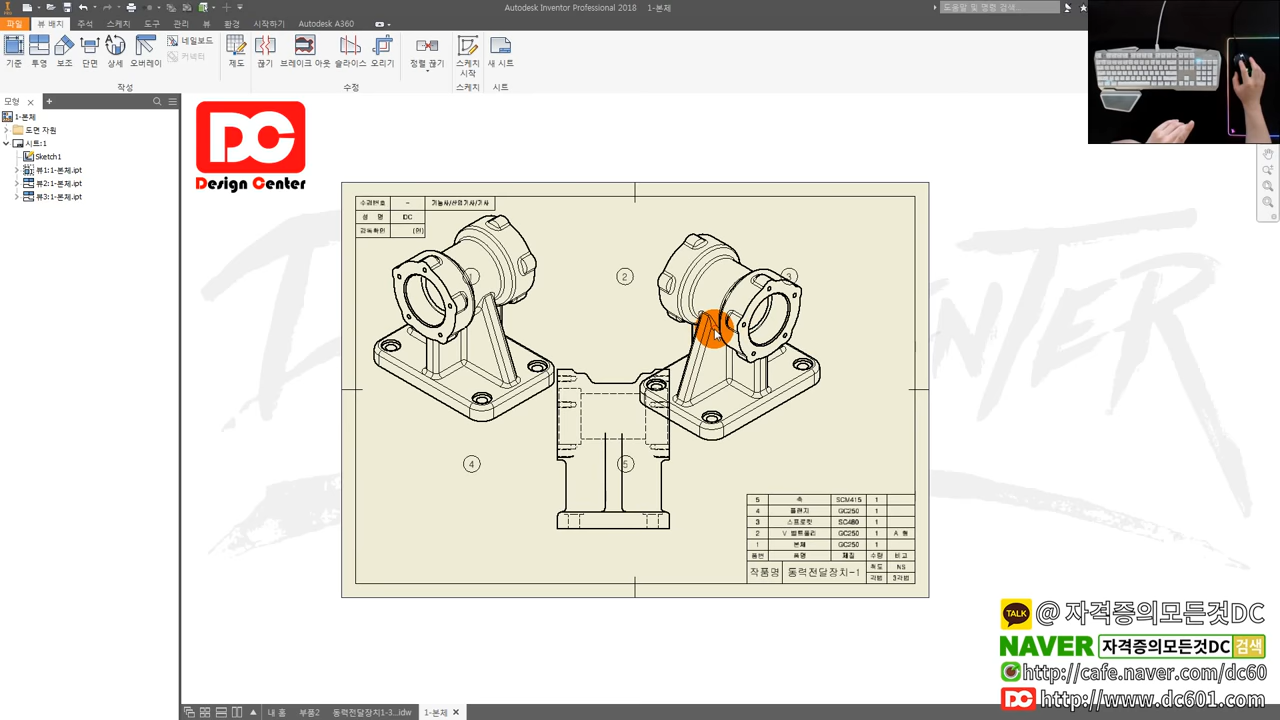 Autodesk Inventor Professional 2018 1-본체
도움말 및 명령 검색...
파일 뷰 배치 주석 스케치 도구 관리 뷰 환경 시작하기 Autodesk A360
기준 투영 보조 단면 상세 오버레이 네일보드 커넥터 제도 끊기 브레이크 아웃 슬라이스 오리기 정렬 끊기 스케치 시작 새 시트
작성 수정 스케치 시트
모형
1-본체
도면 자원
시트:1
Sketch1
뷰1:1-본체.ipt
뷰2:1-본체.ipt
뷰3:1-본체.ipt
DC
Design Center
수검번호 - 기능사/산업기사/기사
성 명 DC
감독확인 (인)
2
3
4
5
5 축 SCM415 1
4 플랜지 GC250 1
3 스프로킷 SC480 1
2 V 벨트풀리 GC250 1 A 형
1 본체 GC250 1
품번 품명 재질 수량 비고
작품명 동력전달장치-1 척도 NS
각법 3각법
TALK @ 자격증의모든것DC
NAVER 자격증의모든것DC 검색
http://cafe.naver.com/dc60
DC http://www.dc601.com
내 홈 부품2 동력전달장치1-3...idw 1-본체